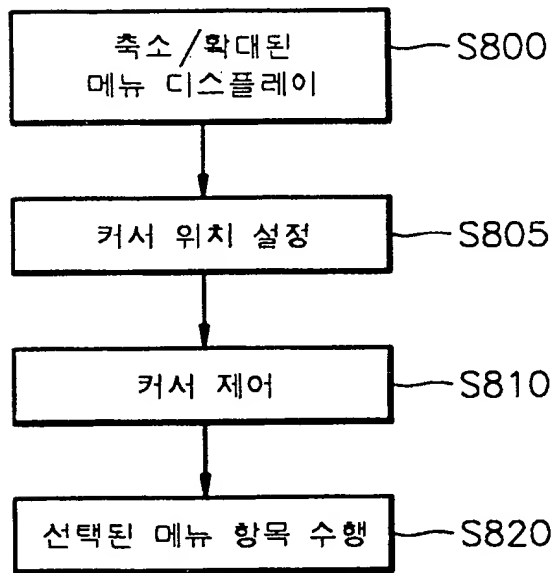 축소/확대된
메뉴 디스플레이
S800
커서 위치 설정
S805
커서 제어
S810
선택된 메뉴 항목 수행
S820